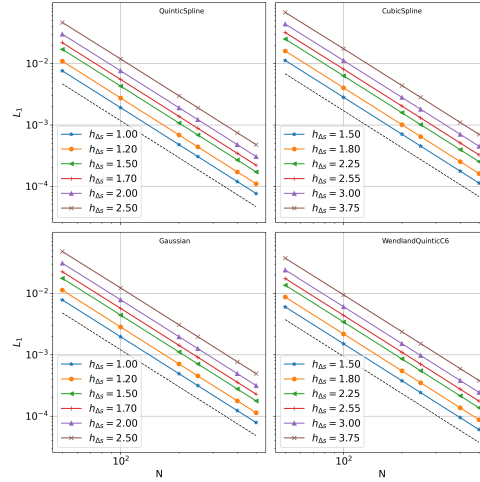 QuinticSpline
CubicSpline
10⁻²
10⁻³
10⁻⁴
L₁
h_Δs = 1.00
h_Δs = 1.20
h_Δs = 1.50
h_Δs = 1.70
h_Δs = 2.00
h_Δs = 2.50
h_Δs = 1.50
h_Δs = 1.80
h_Δs = 2.25
h_Δs = 2.55
h_Δs = 3.00
h_Δs = 3.75
Gaussian
WendlandQuinticC6
10⁻²
10⁻³
10⁻⁴
L₁
h_Δs = 1.00
h_Δs = 1.20
h_Δs = 1.50
h_Δs = 1.70
h_Δs = 2.00
h_Δs = 2.50
h_Δs = 1.50
h_Δs = 1.80
h_Δs = 2.25
h_Δs = 2.55
h_Δs = 3.00
h_Δs = 3.75
10²
10²
N
N